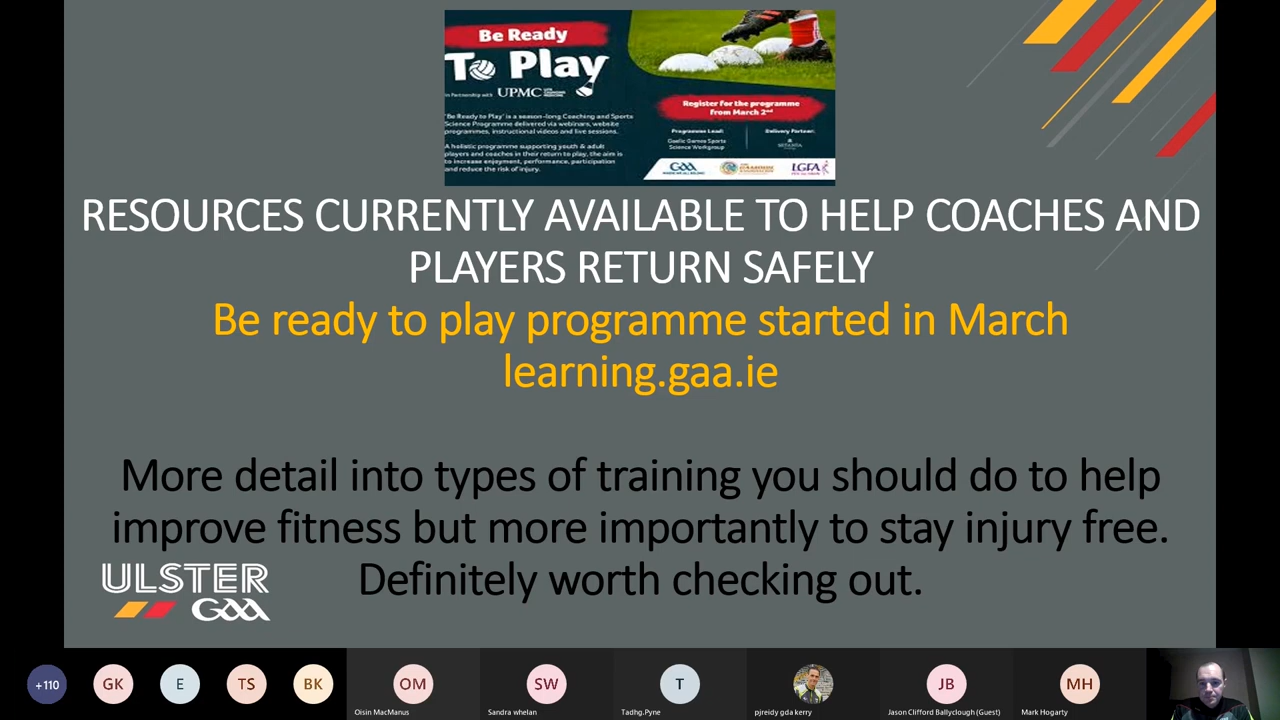 Be Ready
To Play
in Partnership with UPMC
'Be Ready to Play' is a season-long Coaching and Sports
Science Programme delivered via webinars, website
programmes, instructional videos and live sessions.
A holistic programme supporting youth & adult
players and coaches in their return to play, the aim is
to increase enjoyment, performance, participation
and reduce the risk of injury.
Register for the programme
from March 2nd
Programme Lead:
Gaelic Games Sports
Science Workgroup
Delivery Partner:
SETANTA
GAA
LGFA
RESOURCES CURRENTLY AVAILABLE TO HELP COACHES AND
PLAYERS RETURN SAFELY
Be ready to play programme started in March
learning.gaa.ie
More detail into types of training you should do to help
improve fitness but more importantly to stay injury free.
Definitely worth checking out.
ULSTER
GAA
+110
GK
E
TS
BK
OM
Oisin MacManus
SW
Sandra whelan
T
Tadhg.Pyne
pjreidy gda kerry
JB
Jason Clifford Ballyclough (Guest)
MH
Mark Hogarty